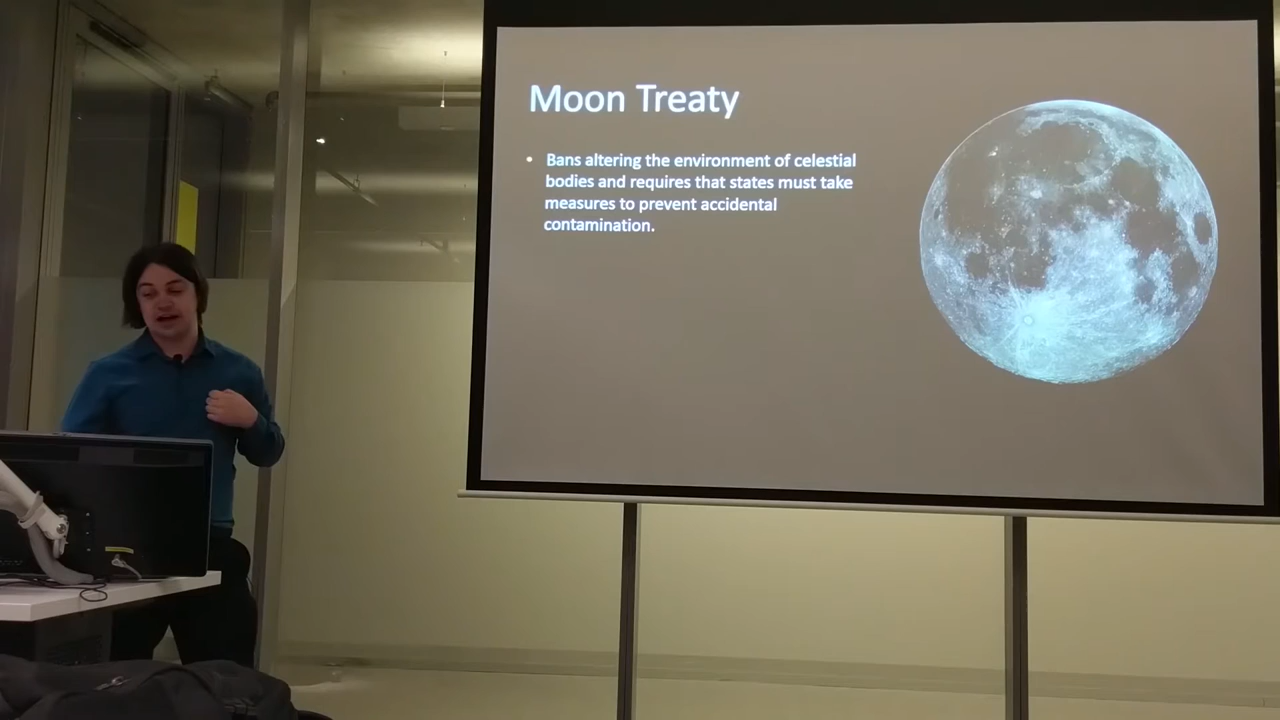 Moon Treaty
• Bans altering the environment of celestial
bodies and requires that states must take
measures to prevent accidental
contamination.